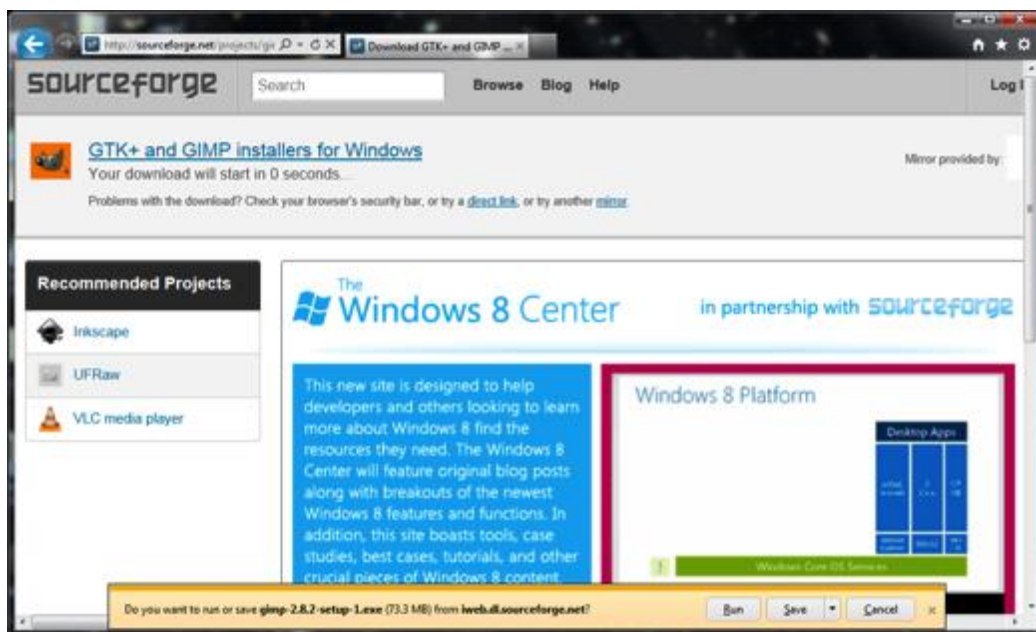 http://sourceforge.net/projects/gi
Download GTK+ and GIMP ...
sourceforge
Search
Browse Blog Help
Log
GTK+ and GIMP installers for Windows
Your download will start in 0 seconds...
Mirror provided by:
Problems with the download? Check your browser's security bar, or try a direct link, or try another mirror.
Recommended Projects
Inkscape
UFRaw
VLC media player
The
Windows 8 Center
in partnership with sourceforge
This new site is designed to help
developers and others looking to learn
more about Windows 8 find the
resources they need. The Windows 8
Center will feature original blog posts
along with breakouts of the newest
Windows 8 features and functions. In
addition, this site boasts tools, case
studies, best cases, tutorials, and other
crucial pieces of Windows 8 content.
Windows 8 Platform
Desktop Apps
Windows Core OS Services
Do you want to run or save gimp-2.8.2-setup-1.exe (73.3 MB) from iweb.dl.sourceforge.net?
Run
Save
Cancel